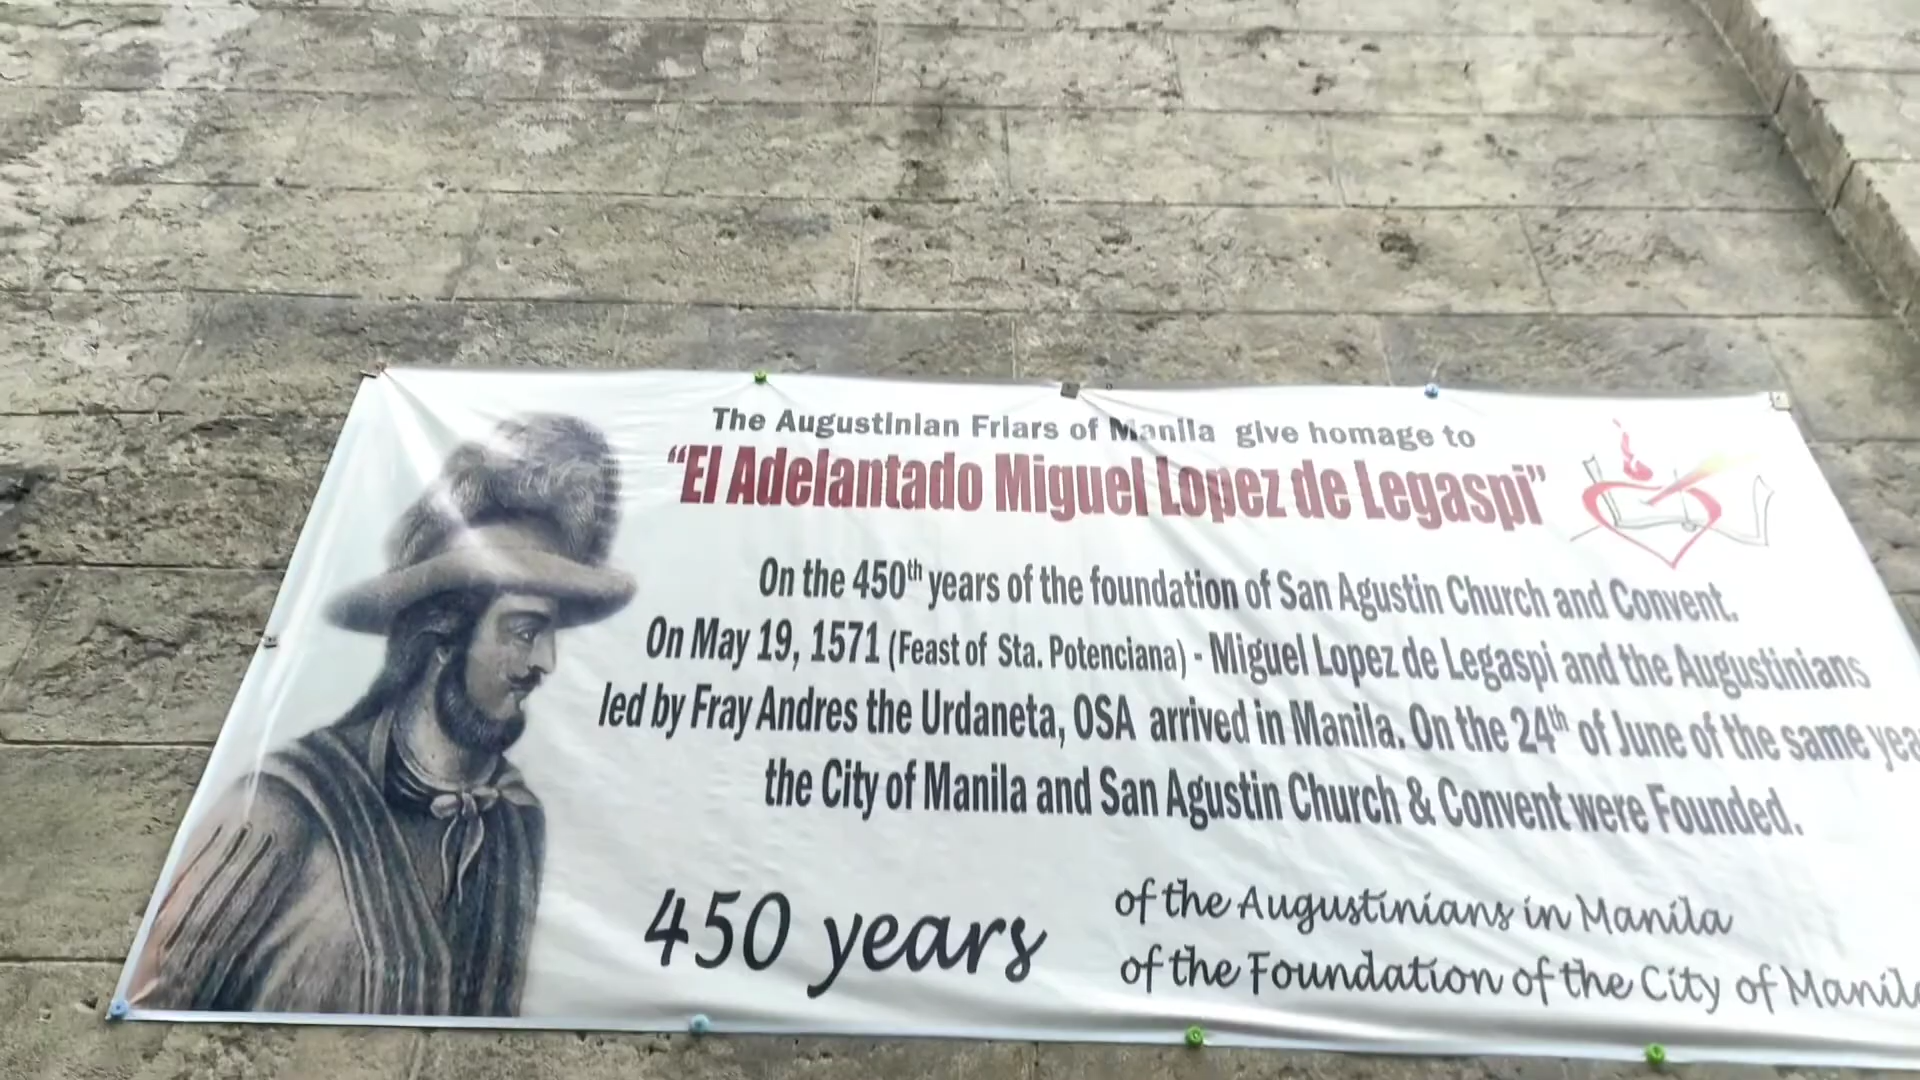 The Augustinian Friars of Manila give homage to
“El Adelantado Miguel Lopez de Legaspi”
On the 450th years of the foundation of San Agustin Church and Convent.
On May 19, 1571 (Feast of Sta. Potenciana) - Miguel Lopez de Legaspi and the Augustinians
led by Fray Andres the Urdaneta, OSA arrived in Manila. On the 24th of June of the same yea
the City of Manila and San Agustin Church & Convent were Founded.
450 years
of the Augustinians in Manila
of the Foundation of the City of Manila